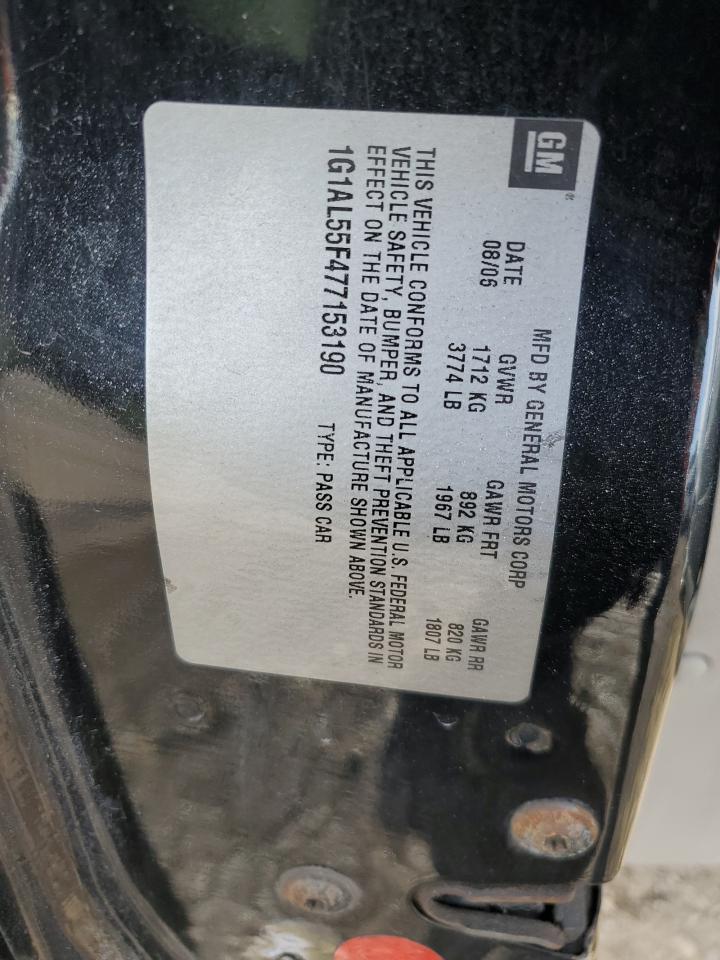 GM
MFD BY GENERAL MOTORS CORP
DATE GVWR GAWR FRT GAWR RR
08/06 1712 KG 892 KG 820 KG
3774 LB 1967 LB 1807 LB
THIS VEHICLE CONFORMS TO ALL APPLICABLE U.S. FEDERAL MOTOR
VEHICLE SAFETY, BUMPER, AND THEFT PREVENTION STANDARDS IN
EFFECT ON THE DATE OF MANUFACTURE SHOWN ABOVE.
1G1AL55F477153190 TYPE: PASS CAR